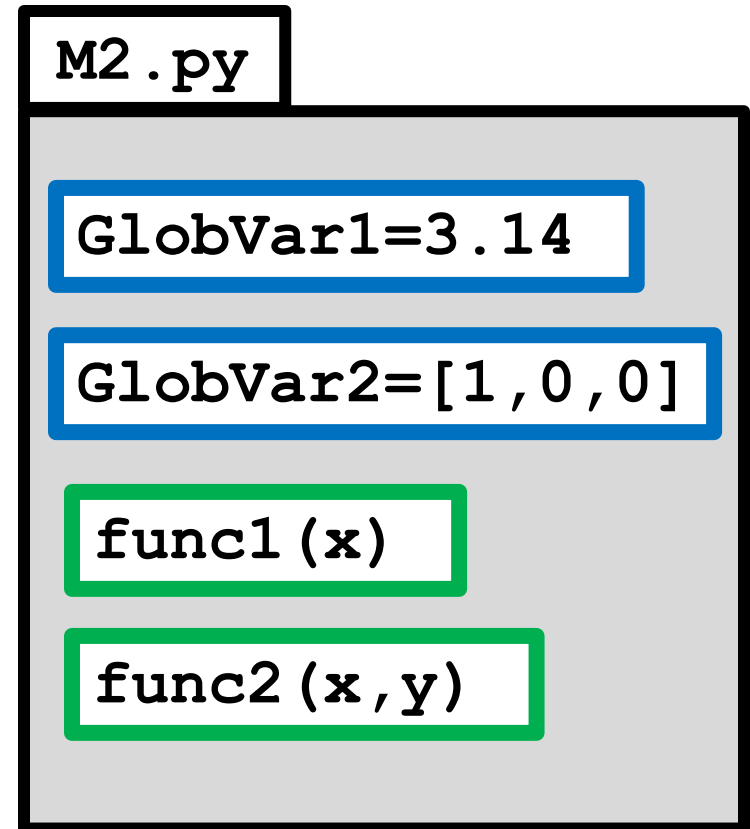 M2.py
GlobVar1=3.14
GlobVar2=[1,0,0]
func1(x)
func2(x,y)